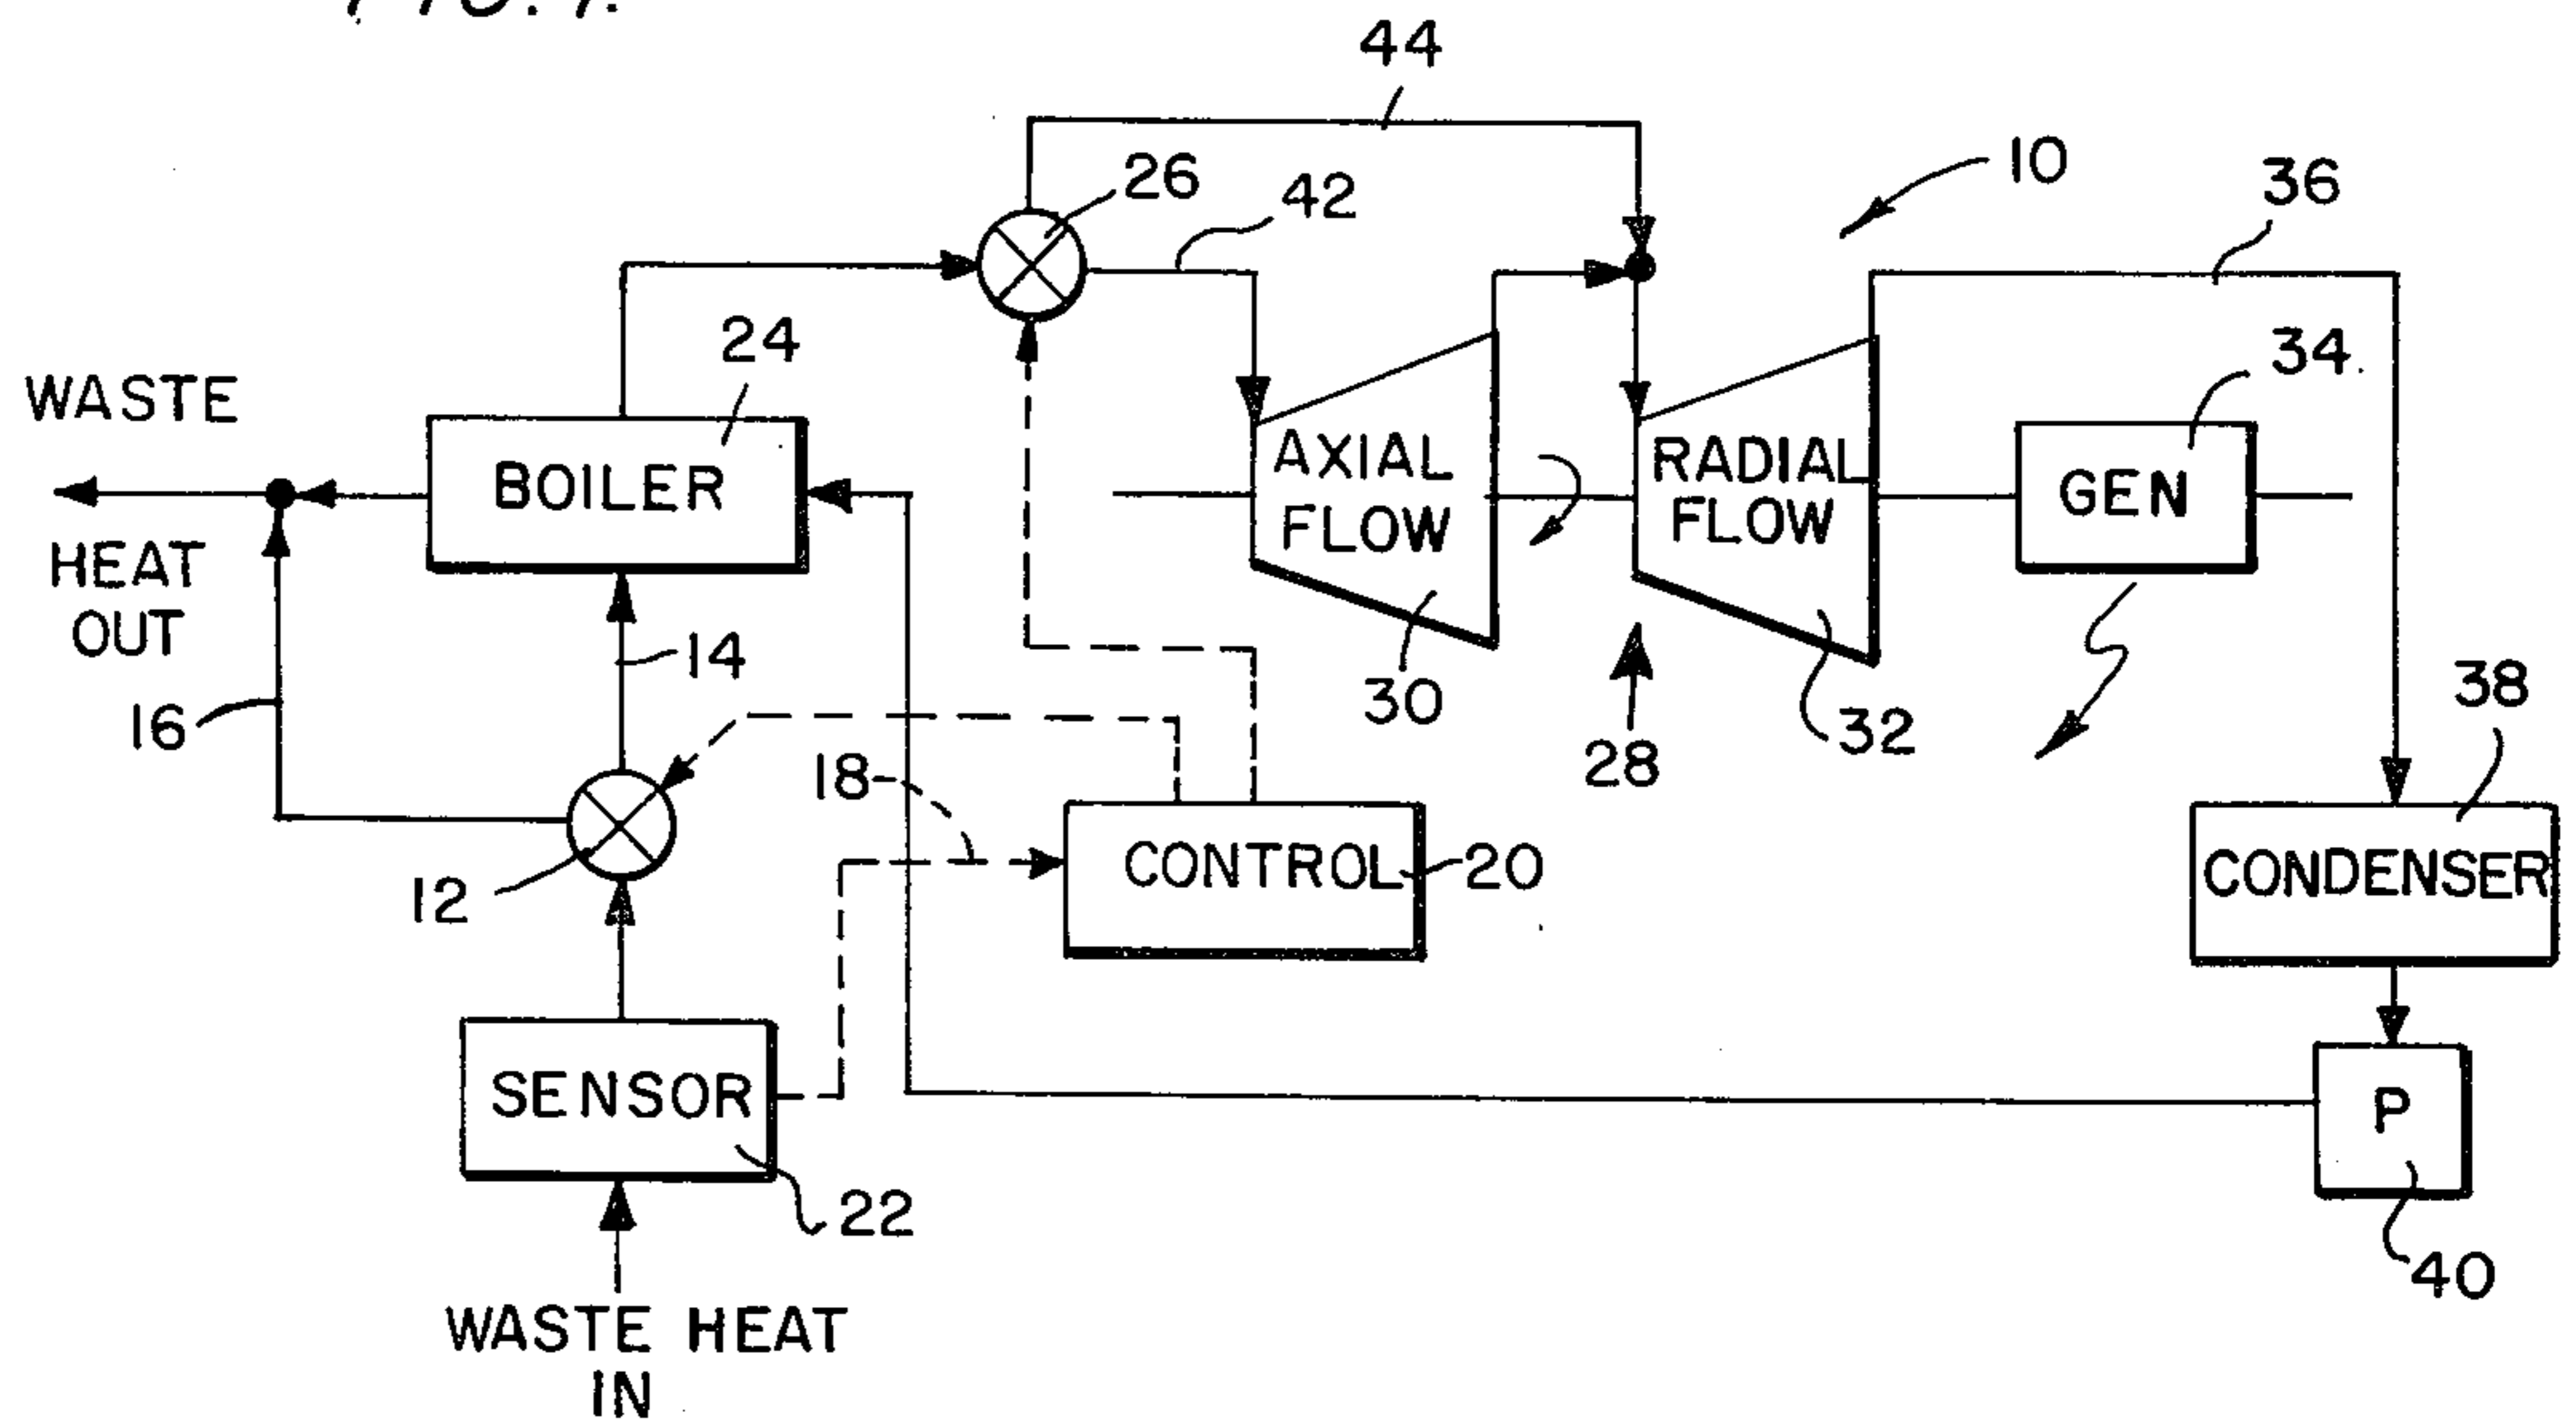 44
10
26
42
36
24
34
WASTE
BOILER
AXIAL
FLOW
RADIAL
FLOW
GEN
HEAT
OUT
14
30
38
16
28
32
18
CONTROL
20
CONDENSER
12
SENSOR
P
22
40
WASTE HEAT
IN